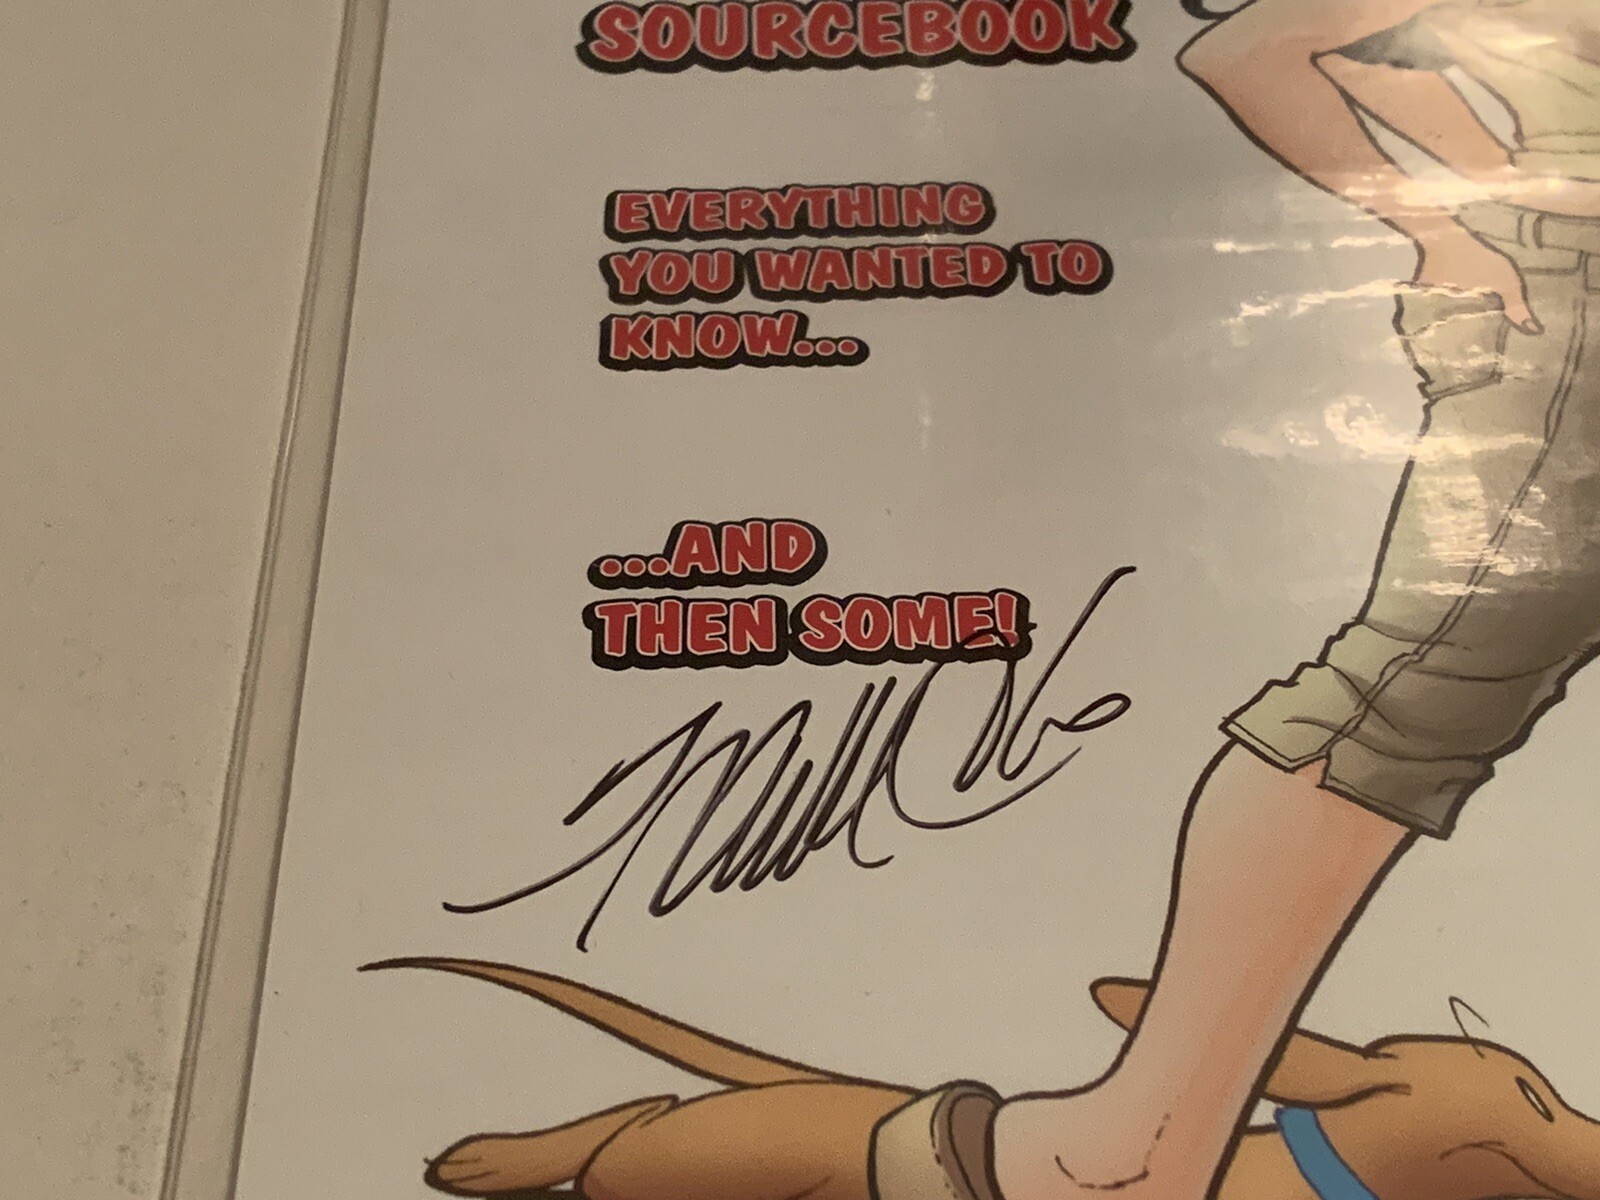 SOURCEBOOK
EVERYTHING
YOU WANTED TO
KNOW...
...AND
THEN SOME!